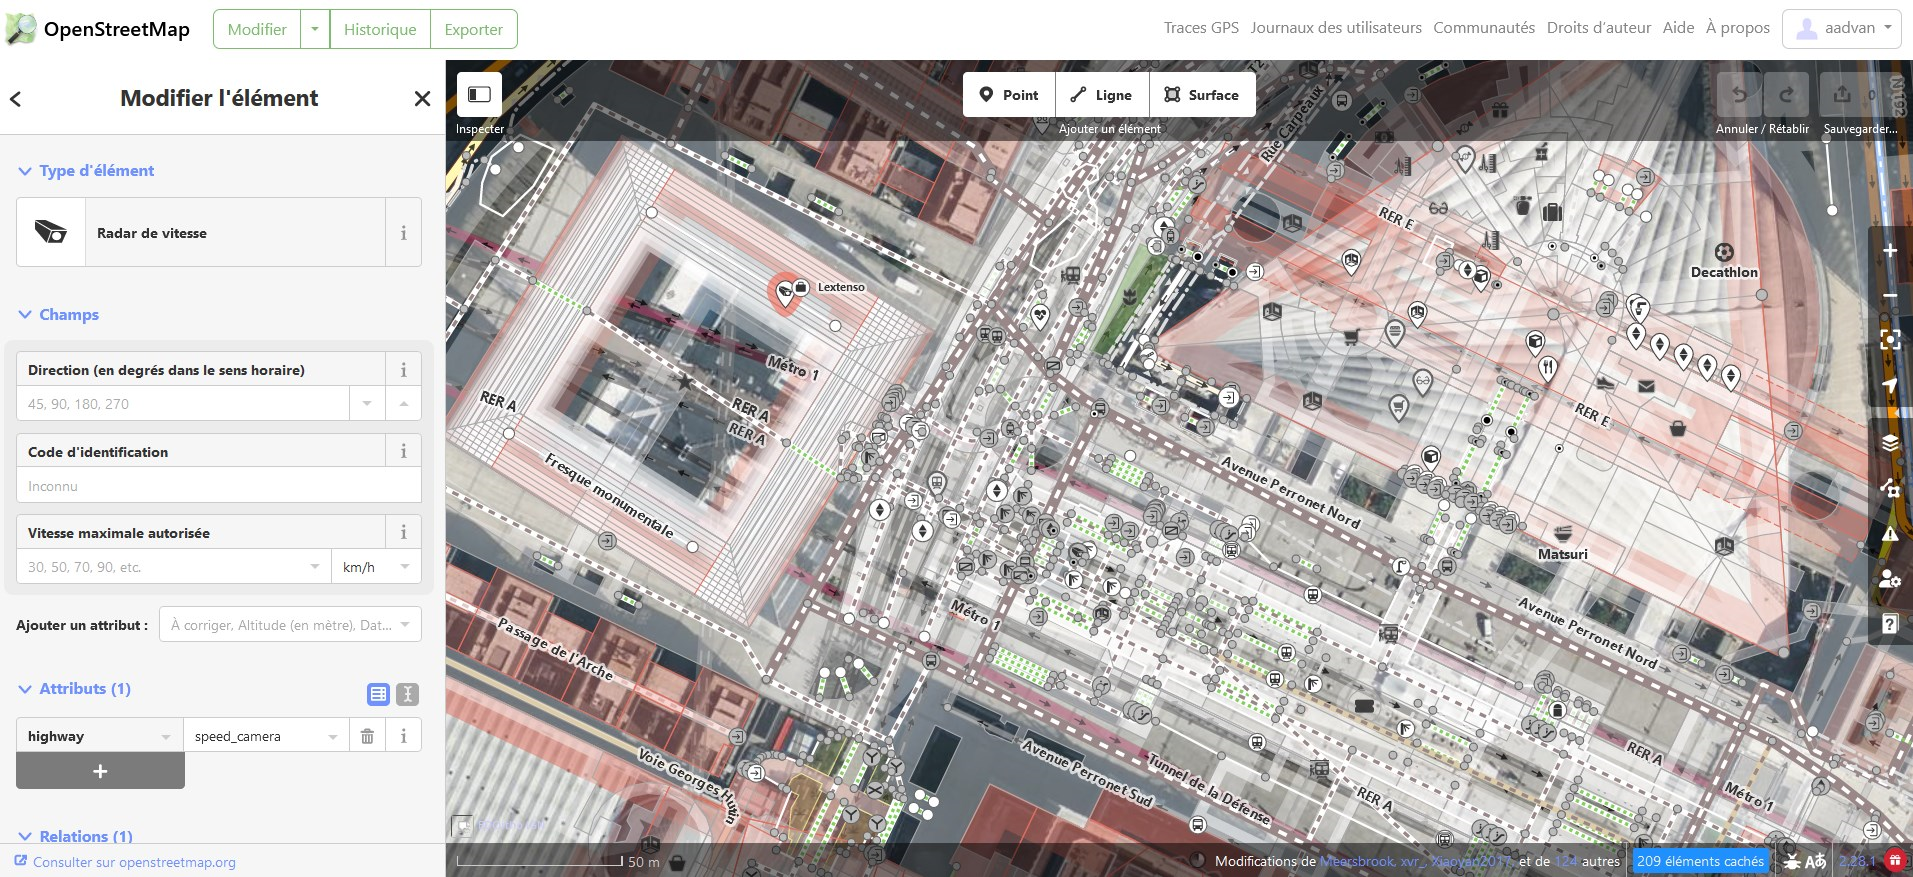 OpenStreetMap
Modifier
Historique
Exporter
Traces GPS
Journaux des utilisateurs
Communautés
Droits d'auteur
Aide
À propos
aadvan
Modifier l'élément
Inspecter
Point
Ligne
Surface
Ajouter un élément
Annuler / Rétablir
0
Sauvegarder...
N 192
Type d'élément
Radar de vitesse
Champs
Direction (en degrés dans le sens horaire)
45, 90, 180, 270
Code d'identification
Inconnu
Vitesse maximale autorisée
30, 50, 70, 90, etc.
km/h
Ajouter un attribut :
À corriger, Altitude (en mètre), Dat...
Attributs (1)
highway
speed_camera
+
Relations (1)
Consulter sur openstreetmap.org
T2
Rue Carpeaux
RER E
Decathlon
Lextenso
Métro 1
RER A
RER A
RER A
Fresque monumentale
RER E
Avenue Perronet Nord
Matsuri
Avenue Perronet Nord
Métro 1
Passage de l'Arche
Voie Georges Hutin
Avenue Perronet Sud
Tunnel de la Défense
RER A
RER A
Métro 1
50 m
Modifications de Meersbrook, xvr_, Xiaoyan2017, et de 124 autres
209 éléments cachés
2.28.1